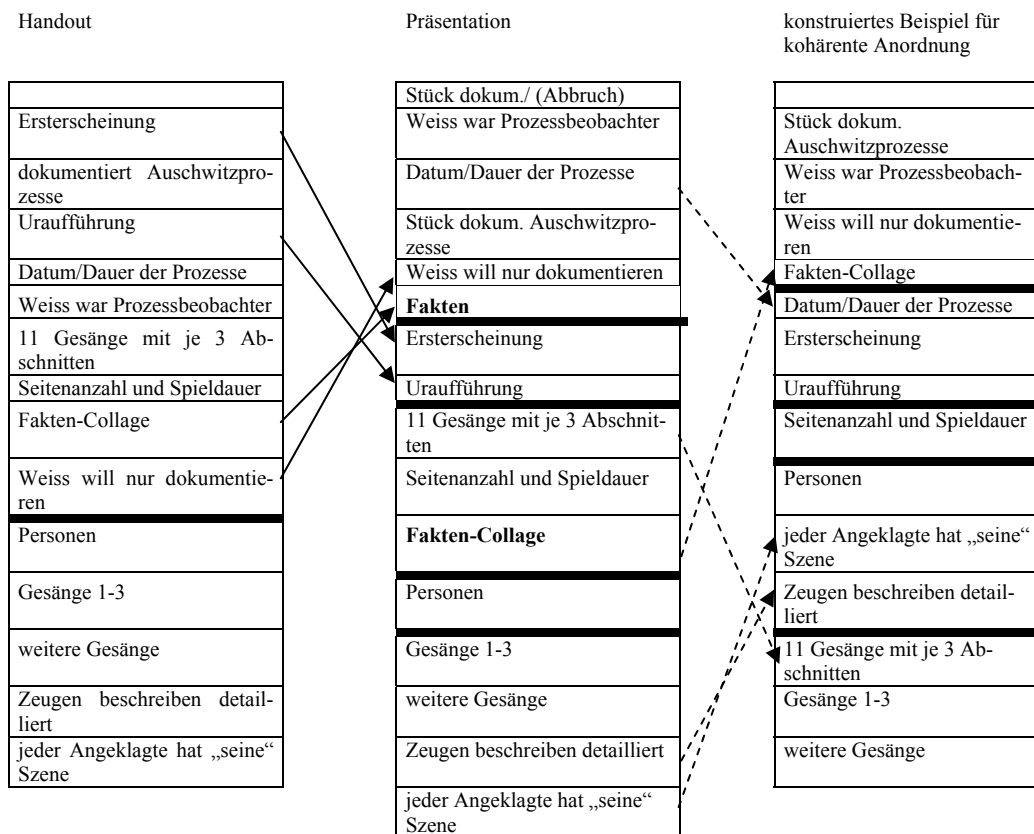 Handout
Ersterscheinung
dokumentiert Auschwitzpro-
zesse
Uraufführung
Datum/Dauer der Prozesse
Weiss war Prozessbeobachter
11 Gesänge mit je 3 Ab-
schnitten
Seitenanzahl und Spieldauer
Fakten-Collage
Weiss will nur dokumentie-
ren
Personen
Gesänge 1-3
weitere Gesänge
Zeugen beschreiben detail-
liert
jeder Angeklagte hat „seine“
Szene
Präsentation
Stück dokum./ (Abbruch)
Weiss war Prozessbeobachter
Datum/Dauer der Prozesse
Stück dokum. Auschwitzpro-
zesse
Weiss will nur dokumentieren
Fakten
Ersterscheinung
Uraufführung
11 Gesänge mit je 3 Abschnit-
ten
Seitenanzahl und Spieldauer
Fakten-Collage
Personen
Gesänge 1-3
weitere Gesänge
Zeugen beschreiben detailliert
jeder Angeklagte hat „seine“
Szene
konstruiertes Beispiel für
kohärente Anordnung
Stück dokum.
Auschwitzprozesse
Weiss war Prozessbeobach-
ter
Weiss will nur dokumentie-
ren
Fakten-Collage
Datum/Dauer der Prozesse
Ersterscheinung
Uraufführung
Seitenanzahl und Spieldauer
Personen
jeder Angeklagte hat „seine“
Szene
Zeugen beschreiben detail-
liert
11 Gesänge mit je 3 Ab-
schnitten
Gesänge 1-3
weitere Gesänge